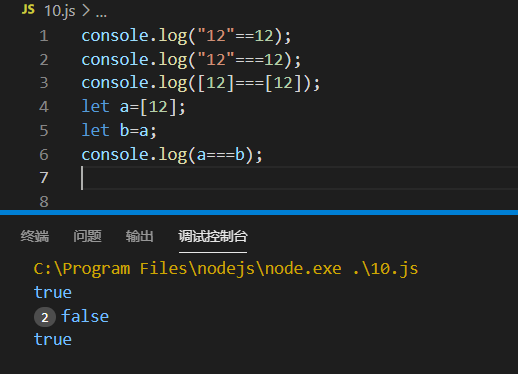 JS 10.js > ...
1 console.log("12"==12);
2 console.log("12"===12);
3 console.log([12]===[12]);
4 let a=[12];
5 let b=a;
6 console.log(a===b);
7
8
终端 问题 输出 调试控制台
C:\Program Files\nodejs\node.exe .\10.js
true
2 false
true